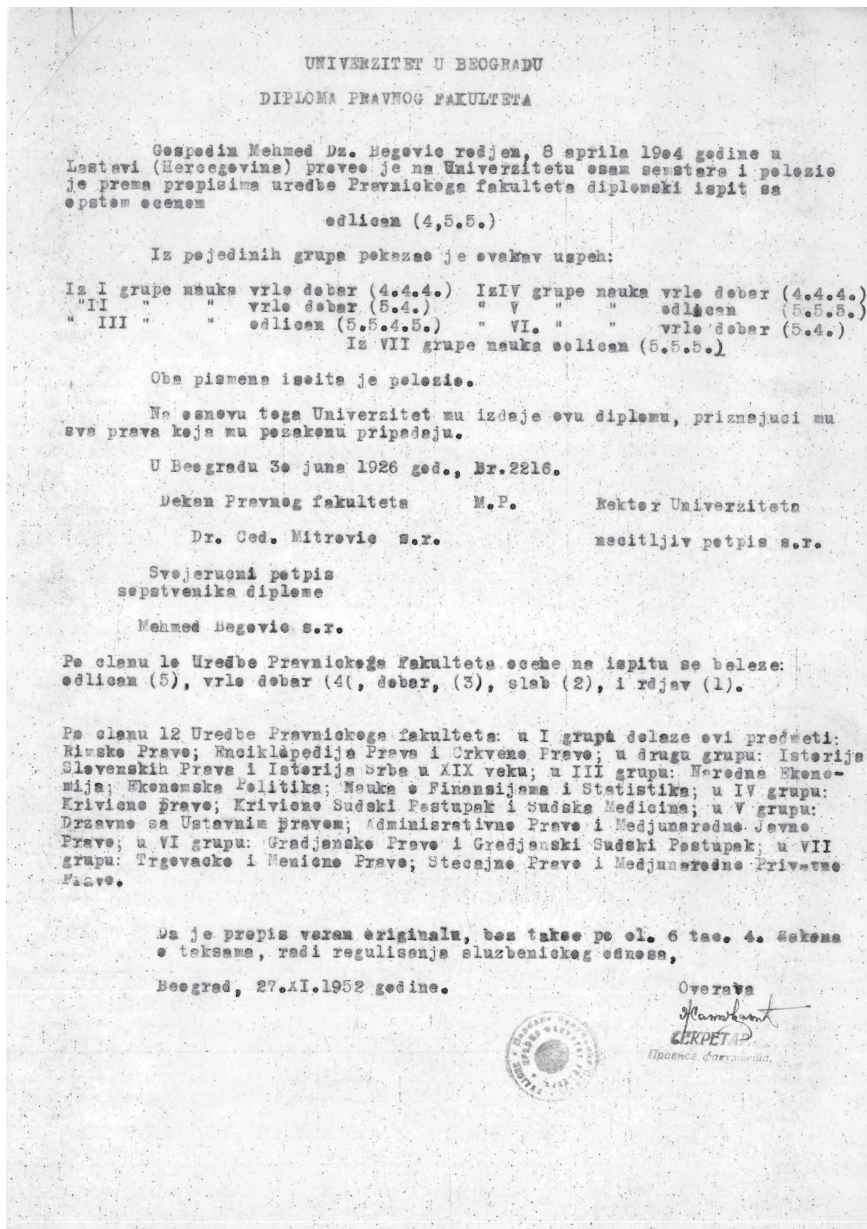 UNIVERZITET U BEOGRADU
DIPLOMA PRAVNOG FAKULTETA
Gospodin Mehmed Dz. Begovic rodjen, 8 aprila 1904 godine u
Lastavi (Hercegovina) proveo je na Univerzitetu osam semstara i polozio
je prema propisima uredbe Pravnickoga fakulteta diplomski ispit sa
opstom ocenom
odlican (4,5.5.)
Iz pojedinih grupa pokazao je ovakav uspeh:
Iz I grupe nauka vrlo dobar (4.4.4.) IzIV grupe nauka vrlo dobar (4.4.4.)
"II " " vrlo dobar (5.4.) " V " " odlican (5.5.5.)
" III " " odlican (5.5.4.5.) " VI. " " vrlo dobar (5.4.)
Iz VII grupe nauka odlican (5.5.5.)
Oba pismena ispita je polozio.
Na osnovu toga Univerzitet mu izdaje ovu diplomu, priznajuci mu
sva prava koja mu pozakonu pripadaju.
U Beogradu 30 juna 1926 god., Br.2216.
Dekan Pravnog fakulteta M.P. Rektor Univerziteta
Dr. Ced. Mitrovic s.r. necitljiv potpis s.r.
Svojerucni potpis
sopstvenika diplome
Mehmed Begovic s.r.
Po clanu 10 Uredbe Pravnickoga fakulteta ocene na ispitu se beleze:
odlican (5), vrlo dobar (4(, dobar, (3), slab (2), i rdjav (1).
Po clanu 12 Uredbe Pravnickoga fakulteta: u I grupu dolaze ovi predmeti:
Rimsko Pravo; Enciklopedija Prava i Crkveno Pravo; u drugu grupu: Istorija
Slovenskih Prava i Istorija Srba u XIX veku; u III grupu: Narodna Ekono-
mija; Ekonomska Politika; Nauka o Finansijama i Statistika; u IV grupu:
Krivicno pravo; Krivicno Sudski Postupak i Sudska Medicina; u V grupu:
Drzavno sa Ustavnim pravom; Adminisrativno Pravo i Medjunarodno Javno
Pravo; u VI grupu: Gradjansko Pravo i Gradjanski Sudski Postupak; u VII
grupu: Trgovacko i Menicno Pravo; Stecajno Pravo i Medjunarodno Privatno
Pravo.
Da je prepis veran originalu, bez takse po cl. 6 tac. 4. Zakona
o taksama, radi regulisanja sluzbenickog odnosa,
Beograd, 27.XI.1952 godine. Overava
СЕКРЕТАР,
Правног факултета,